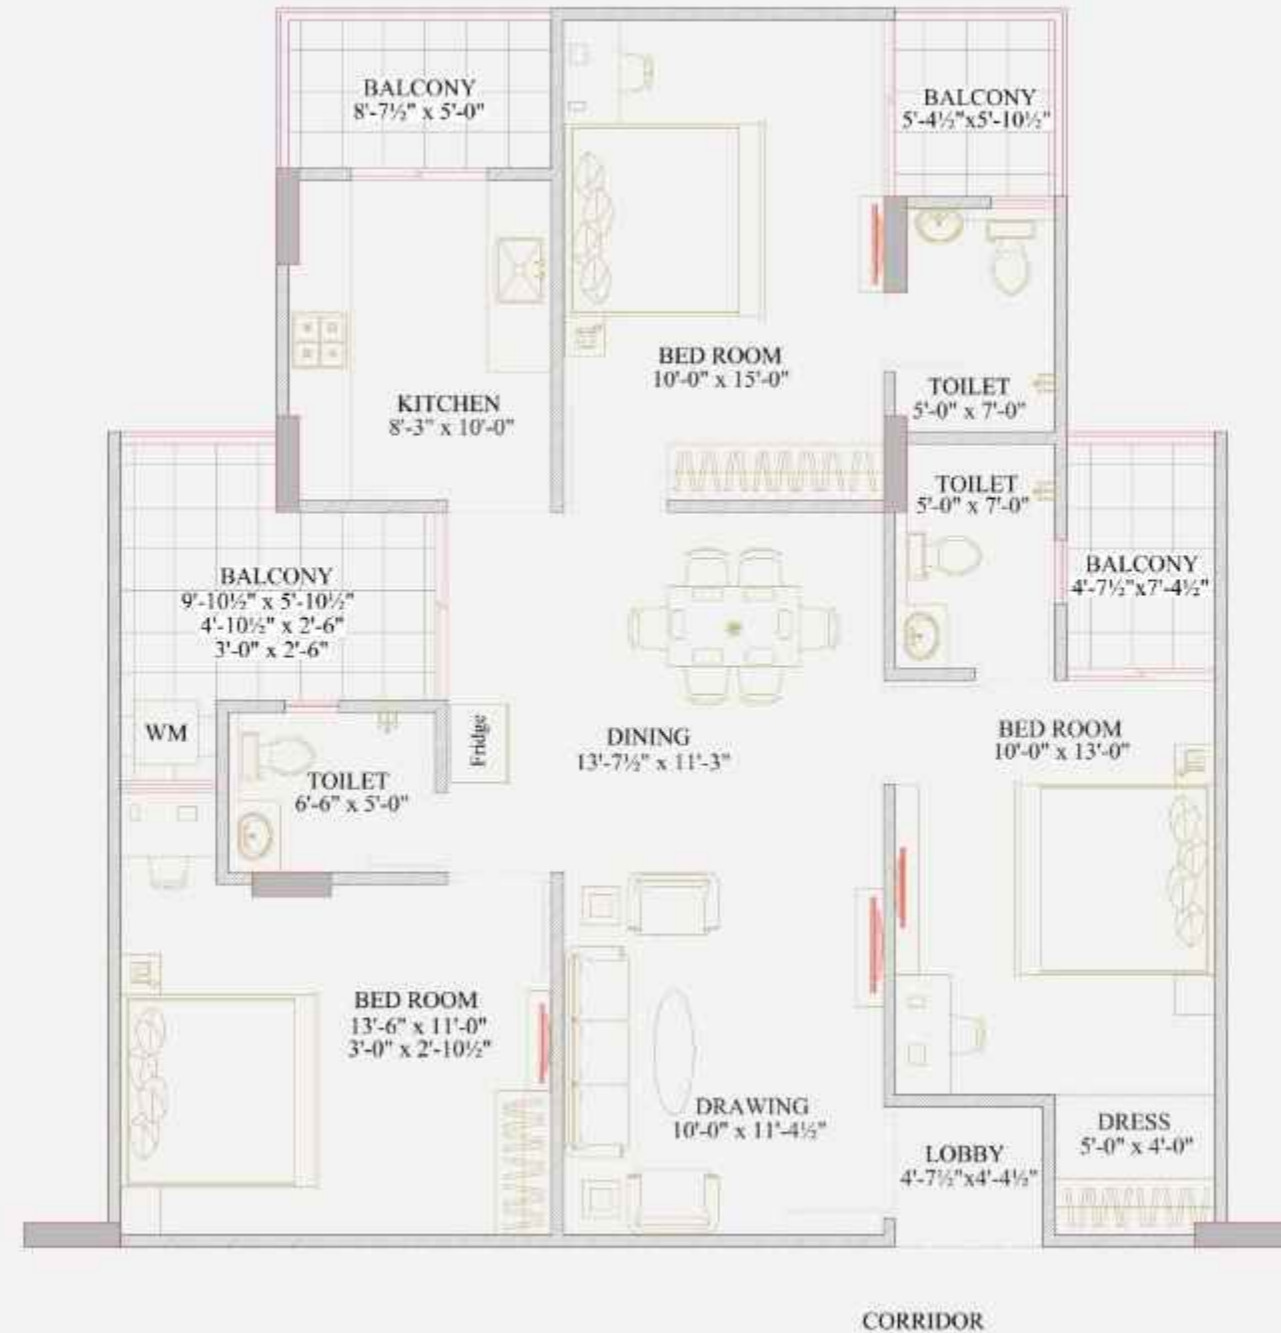 BALCONY
8'-7½" x 5'-0"
BALCONY
5'-4½"x5'-10½"
BED ROOM
10'-0" x 15'-0"
KITCHEN
8'-3" x 10'-0"
TOILET
5'-0" x 7'-0"
TOILET
5'-0" x 7'-0"
BALCONY
9'-10½" x 5'-10½"
4'-10½" x 2'-6"
3'-0" x 2'-6"
BALCONY
4'-7½"x7'-4½"
WM
Fridge
DINING
13'-7½" x 11'-3"
BED ROOM
10'-0" x 13'-0"
TOILET
6'-6" x 5'-0"
BED ROOM
13'-6" x 11'-0"
3'-0" x 2'-10½"
DRAWING
10'-0" x 11'-4½"
LOBBY
4'-7½"x4'-4½"
DRESS
5'-0" x 4'-0"
CORRIDOR